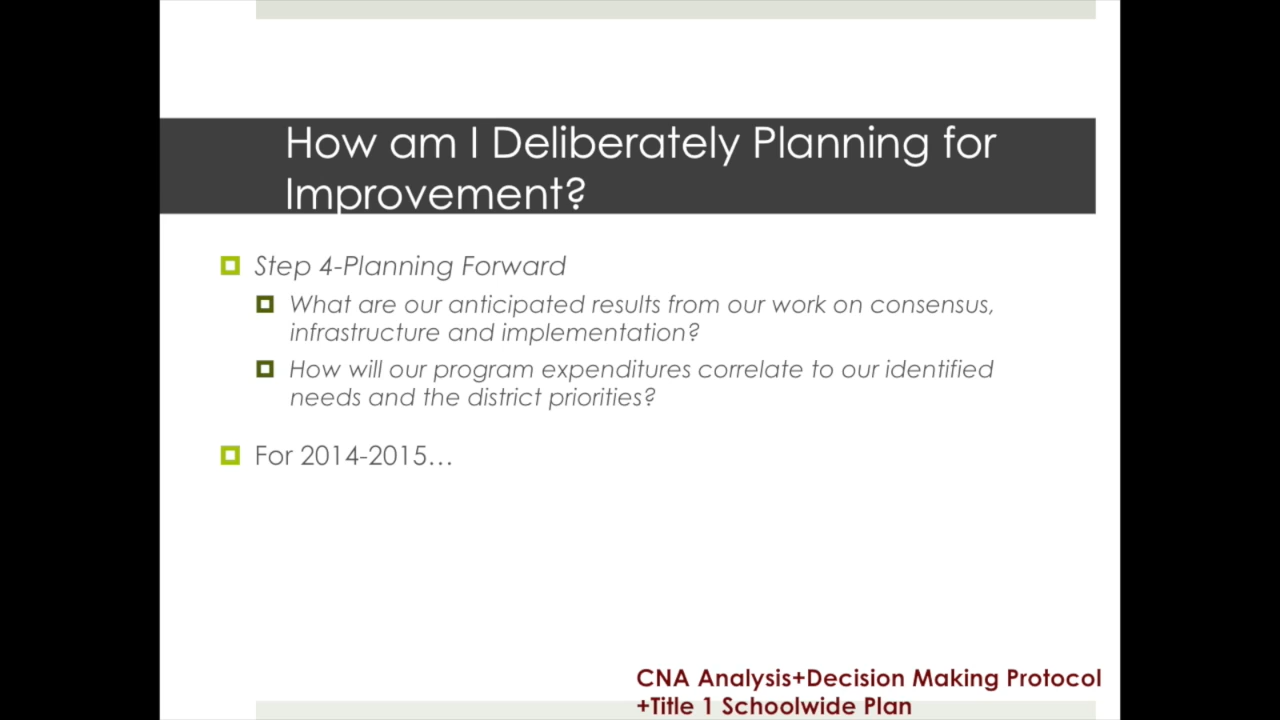 How am I Deliberately Planning for
Improvement?
Step 4-Planning Forward
What are our anticipated results from our work on consensus,
infrastructure and implementation?
How will our program expenditures correlate to our identified
needs and the district priorities?
For 2014-2015…
CNA Analysis+Decision Making Protocol
+Title 1 Schoolwide Plan